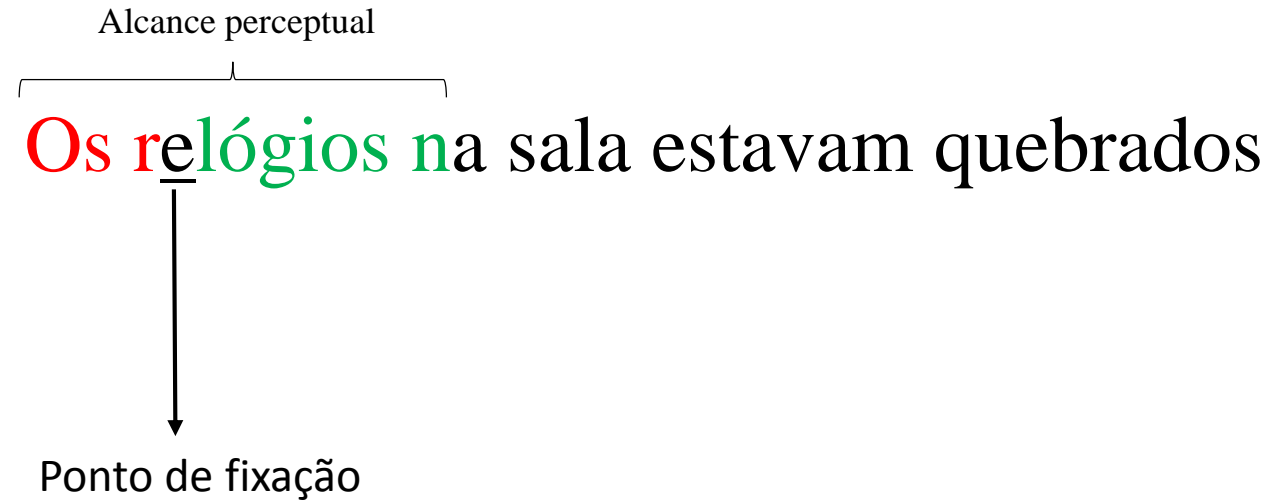 Alcance perceptual
Os relógios na sala estavam quebrados
Ponto de fixação